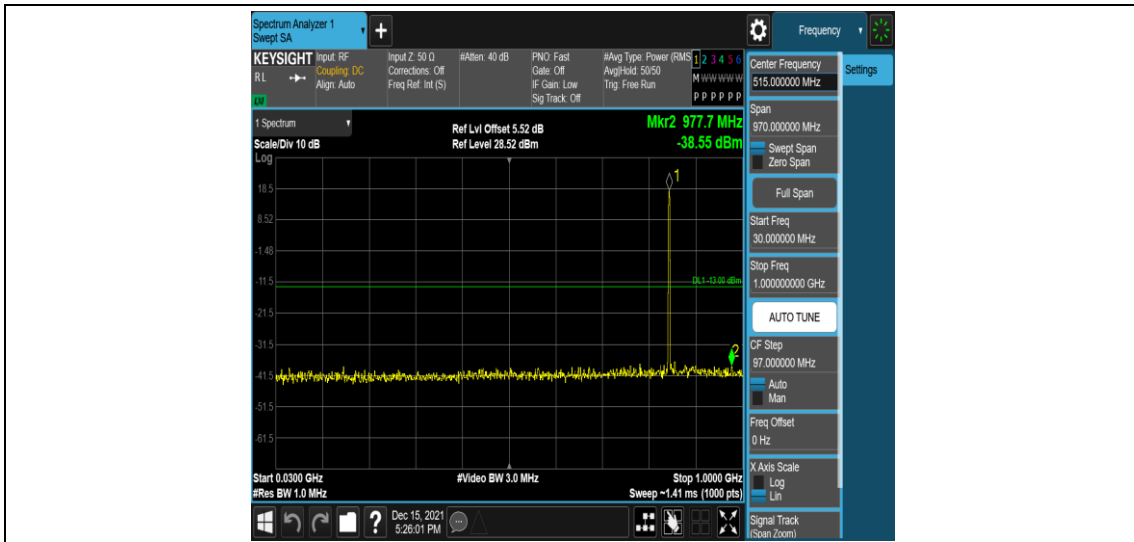 Spectrum Analyzer 1
Swept SA
+
Frequency
KEYSIGHT
RL
LXI
Input: RF
Coupling: DC
Align: Auto
Input Z: 50 Ω
Corrections: Off
Freq Ref: Int (S)
#Atten: 40 dB
PNO: Fast
Gate: Off
IF Gain: Low
Sig Track: Off
#Avg Type: Power (RMS
Avg|Hold: 50/50
Trig: Free Run
1 2 3 4 5 6
M W W W W W
P P P P P P
1 Spectrum
Scale/Div 10 dB
Ref Lvl Offset 5.52 dB
Ref Level 28.52 dBm
Mkr2 977.7 MHz
-38.55 dBm
Log
1
18.5
8.52
-1.48
DL1 -13.00 dBm
-11.5
-21.5
-31.5
2
-41.5
-51.5
-61.5
Start 0.0300 GHz
#Video BW 3.0 MHz
Stop 1.0000 GHz
#Res BW 1.0 MHz
Sweep ~1.41 ms (1000 pts)
?
Dec 15, 2021
5:26:01 PM
Center Frequency
515.000000 MHz
Settings
Span
970.000000 MHz
Swept Span
Zero Span
Full Span
Start Freq
30.000000 MHz
Stop Freq
1.000000000 GHz
AUTO TUNE
CF Step
97.000000 MHz
Auto
Man
Freq Offset
0 Hz
X Axis Scale
Log
Lin
Signal Track
(Span Zoom)